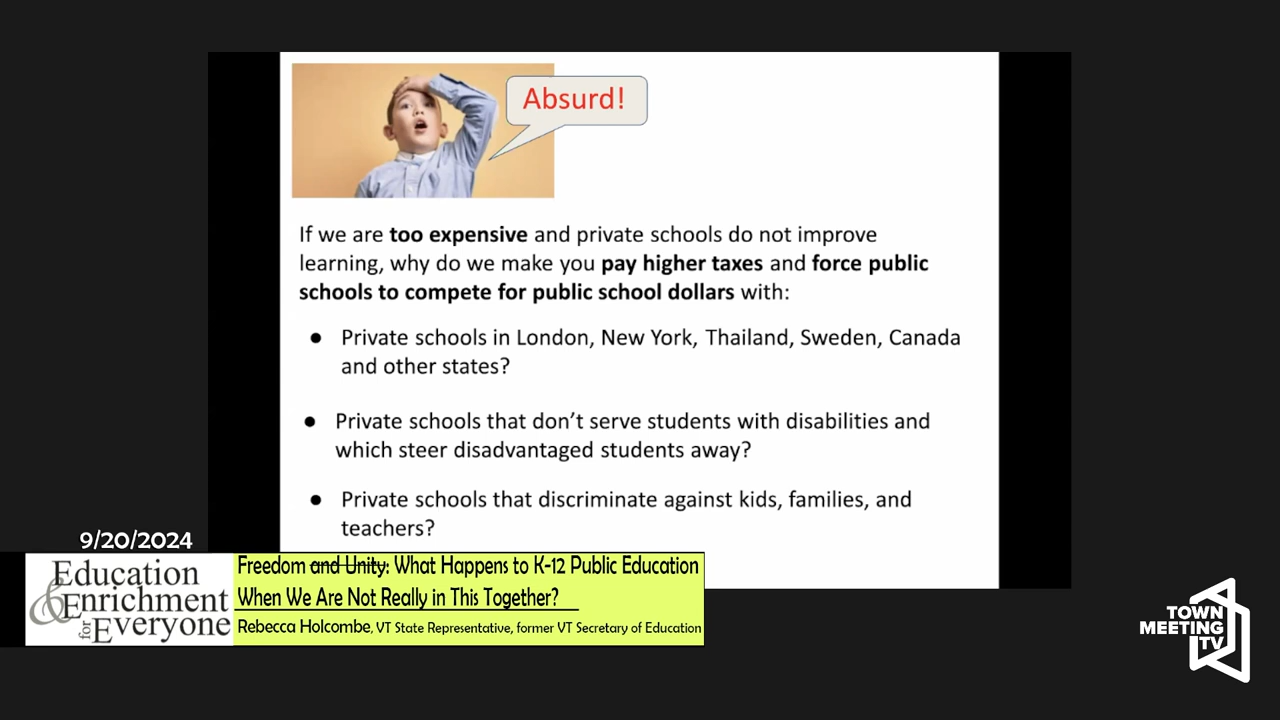 Absurd!
If we are too expensive and private schools do not improve
learning, why do we make you pay higher taxes and force public
schools to compete for public school dollars with:
● Private schools in London, New York, Thailand, Sweden, Canada
and other states?
● Private schools that don't serve students with disabilities and
which steer disadvantaged students away?
● Private schools that discriminate against kids, families, and
teachers?
9/20/2024
Education
& Enrichment
for Everyone
Freedom and Unity: What Happens to K-12 Public Education
When We Are Not Really in This Together?
Rebecca Holcombe, VT State Representative, former VT Secretary of Education
TOWN
MEETING
TV